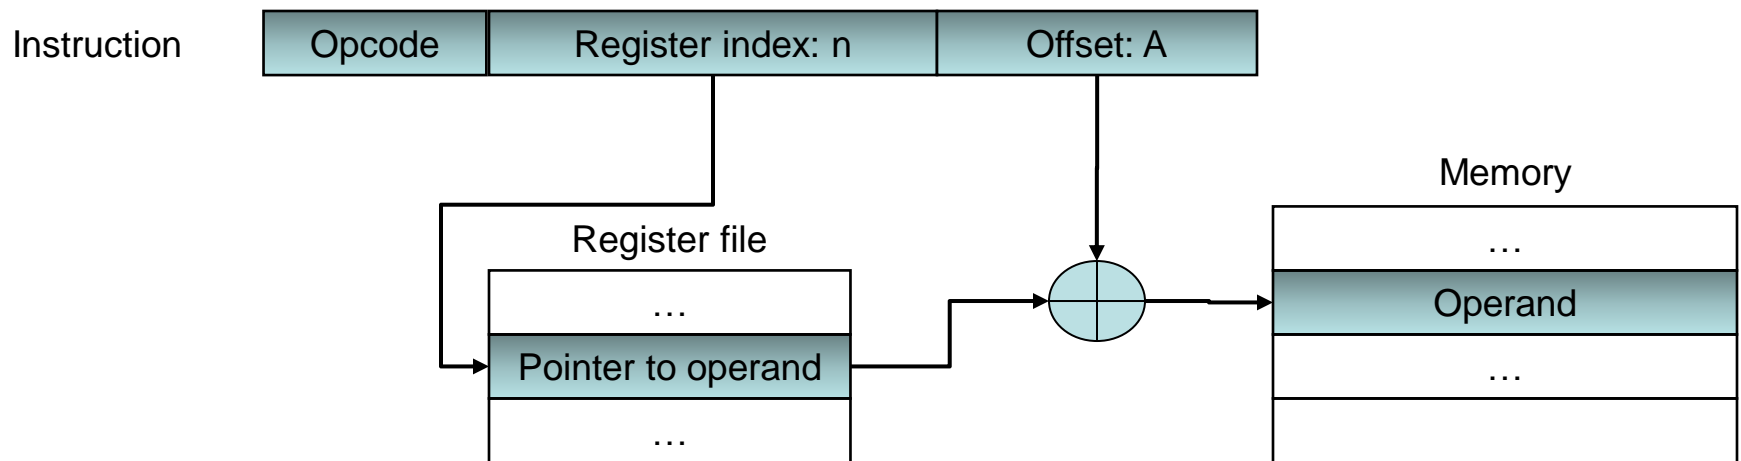 Instruction
Opcode
Register index: n
Offset: A
Memory
Register file
…
Operand
…
Pointer to operand
…
…